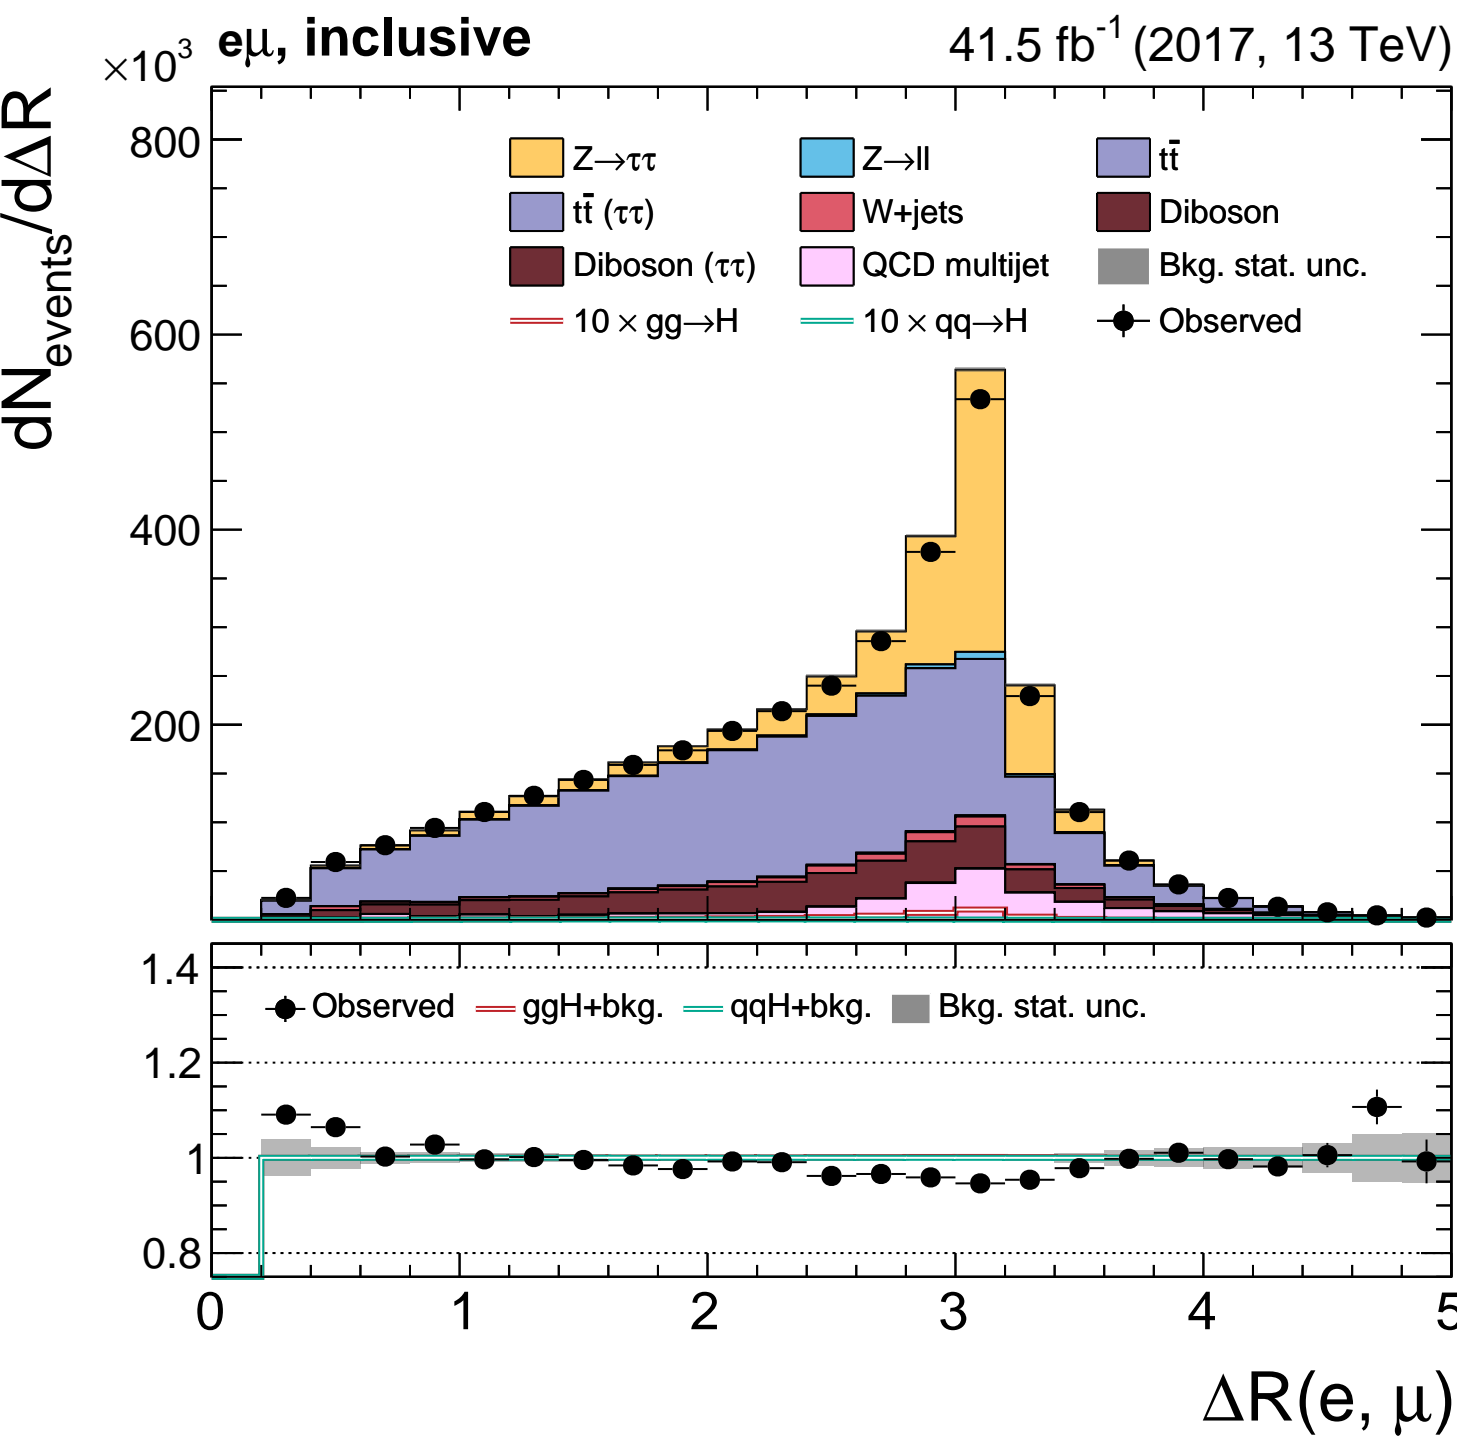 ×10³ eμ, inclusive 41.5 fb⁻¹ (2017, 13 TeV)
dN_events/dΔR
800
600
400
200
Z→ττ Z→ll tt̄
tt̄ (ττ) W+jets Diboson
Diboson (ττ) QCD multijet Bkg. stat. unc.
10 × gg→H 10 × qq→H Observed
1.4
1.2
1
0.8
Observed ggH+bkg. qqH+bkg. Bkg. stat. unc.
0 1 2 3 4 5
ΔR(e, μ)